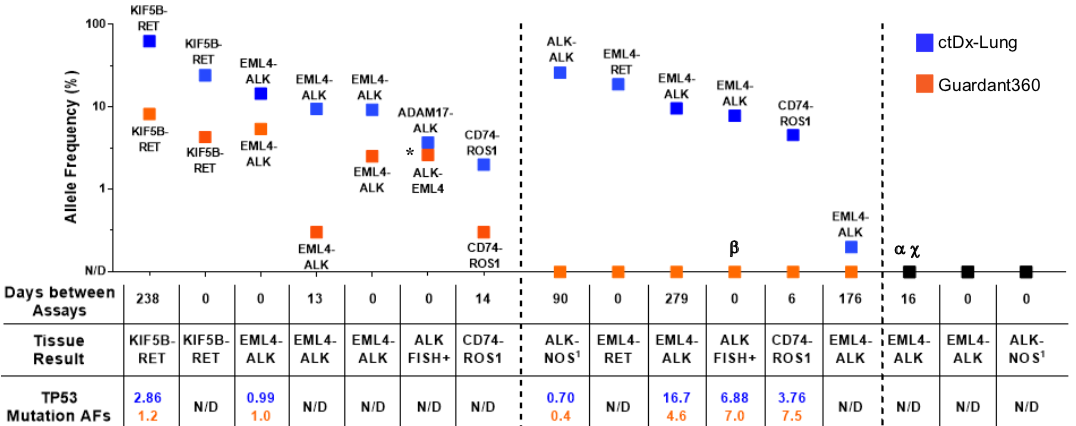 100
10
1
N/D
Allele Frequency (%)
KIF5B-
RET
KIF5B-
RET
KIF5B-
RET
KIF5B-
RET
EML4-
ALK
EML4-
ALK
EML4-
ALK
EML4-
ALK
EML4-
ALK
EML4-
ALK
ADAM17-
ALK
*
ALK-
EML4
CD74-
ROS1
CD74-
ROS1
ALK-
ALK
EML4-
RET
EML4-
ALK
EML4-
ALK
β
CD74-
ROS1
EML4-
ALK
α χ
ctDx-Lung
Guardant360
Days between
Assays
238 0 0 13 0 0 14 90 0 279 0 6 176 16 0 0
Tissue
Result
KIF5B- KIF5B- EML4- EML4- EML4- ALK CD74- ALK- EML4- EML4- ALK CD74- EML4- EML4- EML4- ALK-
RET RET ALK ALK ALK FISH+ ROS1 NOS¹ RET ALK FISH+ ROS1 ALK ALK ALK NOS¹
TP53
Mutation AFs
2.86 0.99 0.70 16.7 6.88 3.76
N/D N/D N/D N/D N/D N/D N/D N/D N/D N/D
1.2 1.0 0.4 4.6 7.0 7.5